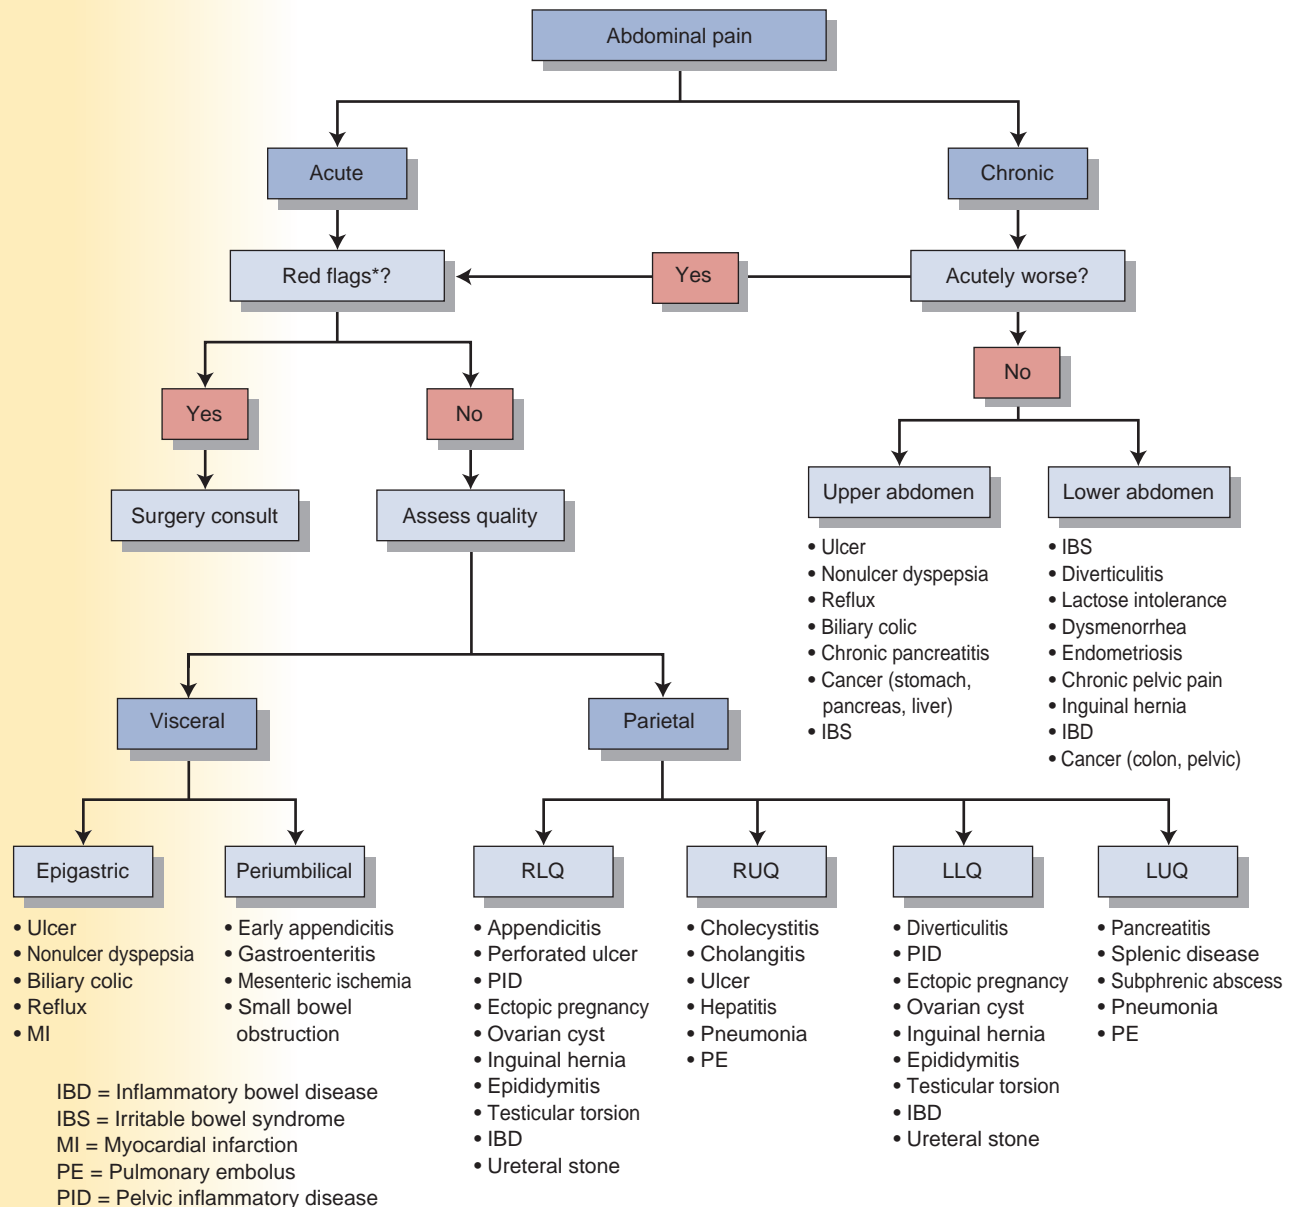 Abdominal pain
Acute
Chronic
Red flags*?
Yes
Acutely worse?
No
Yes
No
Surgery consult
Assess quality
Upper abdomen
• Ulcer
• Nonulcer dyspepsia
• Reflux
• Biliary colic
• Chronic pancreatitis
• Cancer (stomach,
pancreas, liver)
• IBS
Lower abdomen
• IBS
• Diverticulitis
• Lactose intolerance
• Dysmenorrhea
• Endometriosis
• Chronic pelvic pain
• Inguinal hernia
• IBD
• Cancer (colon, pelvic)
Visceral
Parietal
Epigastric
• Ulcer
• Nonulcer dyspepsia
• Biliary colic
• Reflux
• MI
Periumbilical
• Early appendicitis
• Gastroenteritis
• Mesenteric ischemia
• Small bowel
obstruction
RLQ
• Appendicitis
• Perforated ulcer
• PID
• Ectopic pregnancy
• Ovarian cyst
• Inguinal hernia
• Epididymitis
• Testicular torsion
• IBD
• Ureteral stone
RUQ
• Cholecystitis
• Cholangitis
• Ulcer
• Hepatitis
• Pneumonia
• PE
LLQ
• Diverticulitis
• PID
• Ectopic pregnancy
• Ovarian cyst
• Inguinal hernia
• Epididymitis
• Testicular torsion
• IBD
• Ureteral stone
LUQ
• Pancreatitis
• Splenic disease
• Subphrenic abscess
• Pneumonia
• PE
IBD = Inflammatory bowel disease
IBS = Irritable bowel syndrome
MI = Myocardial infarction
PE = Pulmonary embolus
PID = Pelvic inflammatory disease